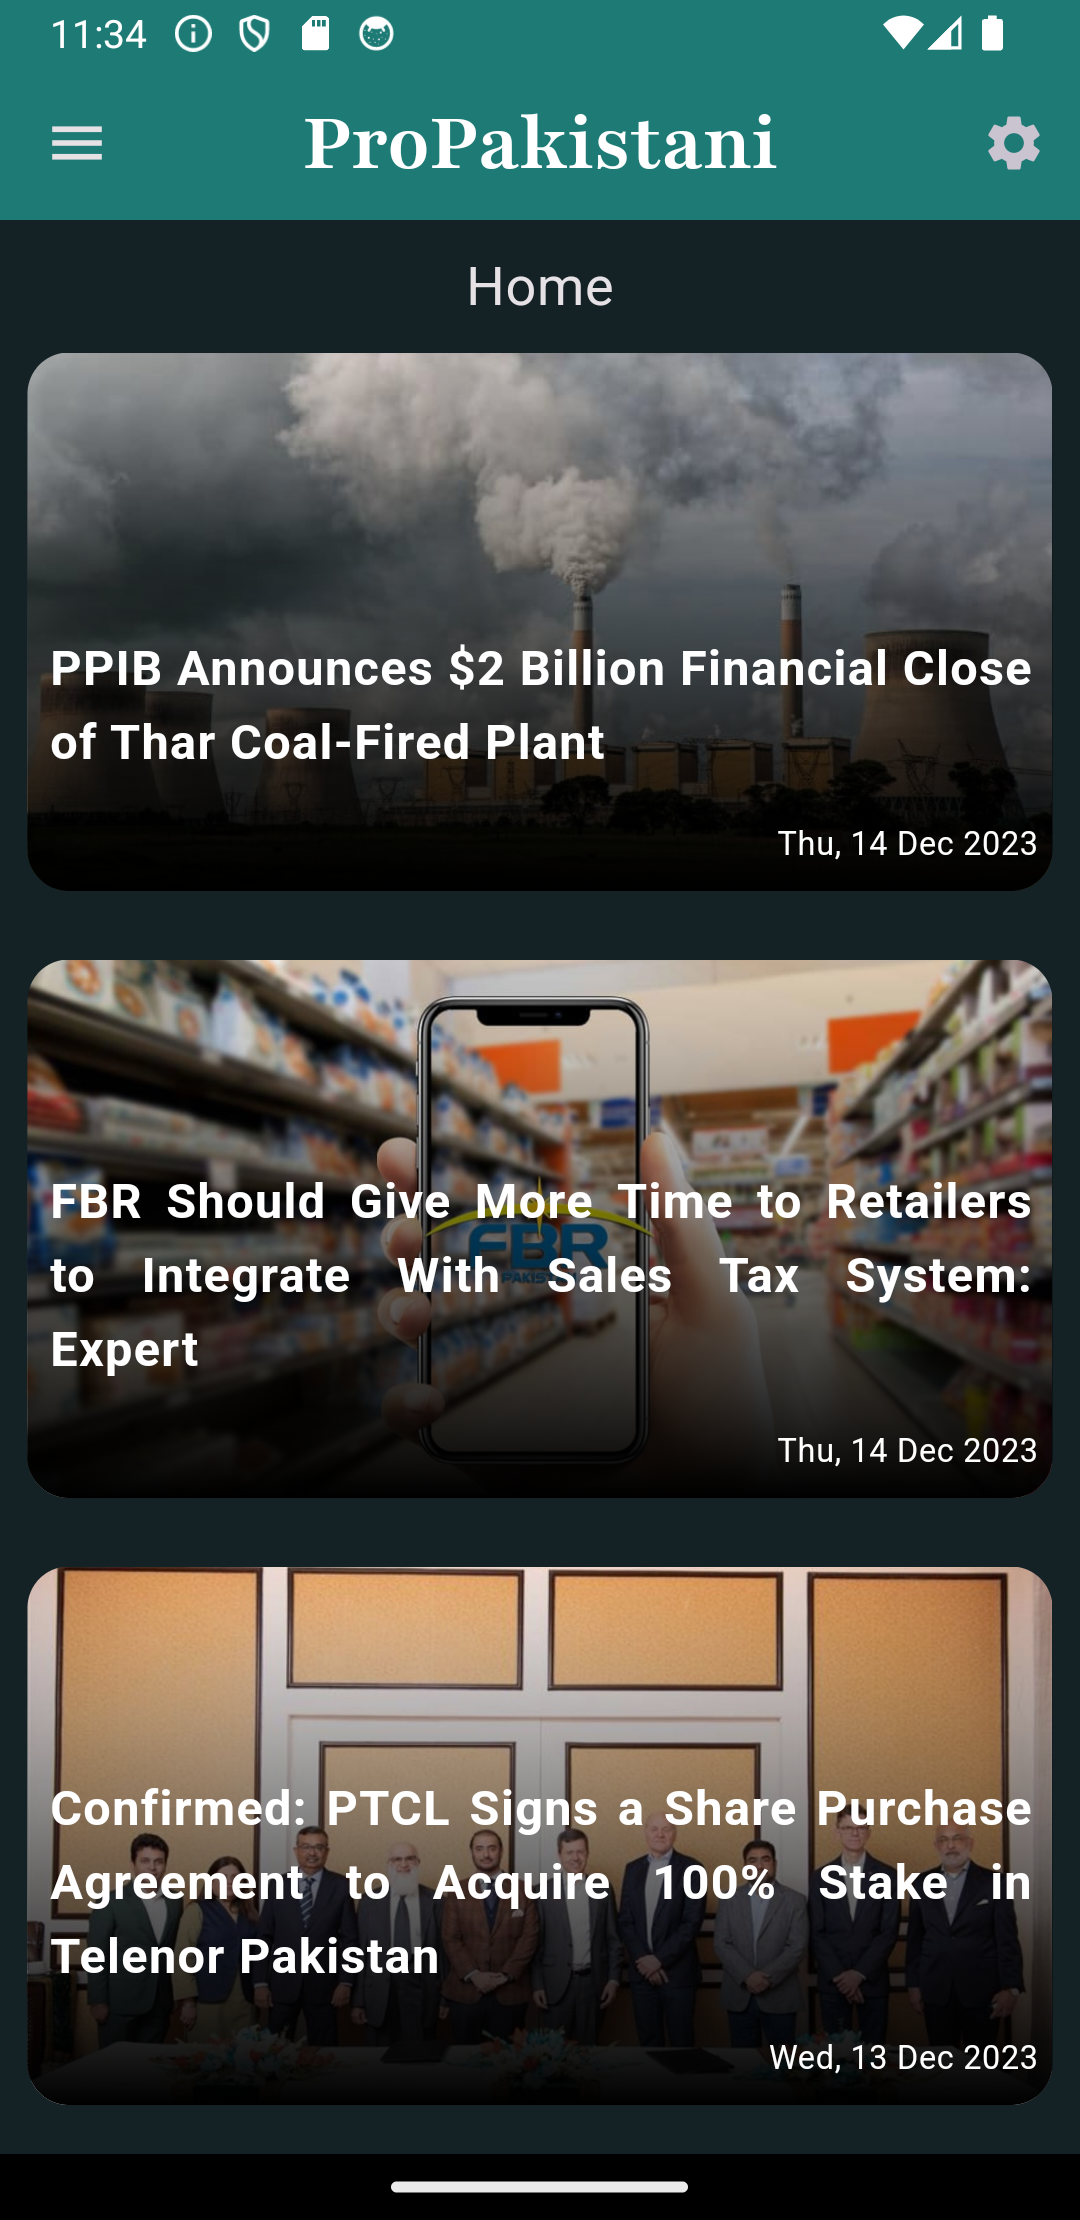 11:34
ProPakistani
Home
PPIB Announces $2 Billion Financial Close
of Thar Coal-Fired Plant
Thu, 14 Dec 2023
FBR Should Give More Time to Retailers
to Integrate With Sales Tax System:
Expert
FBR
Thu, 14 Dec 2023
Confirmed: PTCL Signs a Share Purchase
Agreement to Acquire 100% Stake in
Telenor Pakistan
Wed, 13 Dec 2023